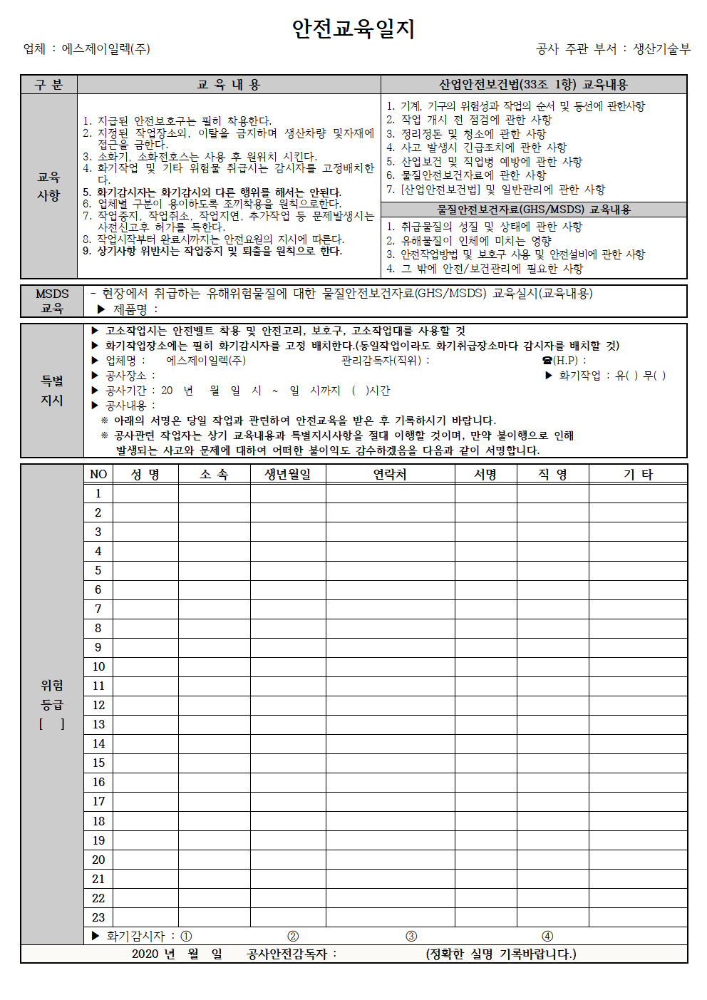 안전교육일지
업체 : 에스제이일렉(주) 공사 주관 부서 : 생산기술부
구 분 교 육 내 용 산업안전보건법(33조 1항) 교육내용
교육
사항
1. 지급된 안전보호구는 필히 착용한다.
2. 지정된 작업장소외, 이탈을 금지하며 생산차량 및자재에
접근을 금한다.
3. 소화기, 소화전호스는 사용 후 원위치 시킨다.
4. 화기작업 및 기타 위험물 취급시는 감시자를 고정배치한
다.
5. 화기감시자는 화기감시외 다른 행위를 해서는 안된다.
6. 업체별 구분이 용이하도록 조끼착용을 원칙으로한다.
7. 작업중지, 작업취소, 작업지연, 추가작업 등 문제발생시는
사전신고후 허가를 득한다.
8. 작업시작부터 완료시까지는 안전요원의 지시에 따른다.
9. 상기사항 위반시는 작업중지 및 퇴출을 원칙으로 한다.
1. 기계, 기구의 위험성과 작업의 순서 및 동선에 관한사항
2. 작업 개시 전 점검에 관한 사항
3. 정리정돈 및 청소에 관한 사항
4. 사고 발생시 긴급조치에 관한 사항
5. 산업보건 및 직업병 예방에 관한 사항
6. 물질안전보건자료에 관한 사항
7. [산업안전보건법] 및 일반관리에 관한 사항
물질안전보건자료(GHS/MSDS) 교육내용
1. 취급물질의 성질 및 상태에 관한 사항
2. 유해물질이 인체에 미치는 영향
3. 안전작업방법 및 보호구 사용 및 안전설비에 관한 사항
4. 그 밖에 안전/보건관리에 필요한 사항
MSDS
교육
- 현장에서 취급하는 유해위험물질에 대한 물질안전보건자료(GHS/MSDS) 교육실시(교육내용)
▶ 제품명 :
특별
지시
▶ 고소작업시는 안전벨트 착용 및 안전고리, 보호구, 고소작업대를 사용할 것
▶ 화기작업장소에는 필히 화기감시자를 고정 배치한다.(동일작업이라도 화기취급장소마다 감시자를 배치할 것)
▶ 업체명 : 에스제이일렉(주) 관리감독자(직위) : ☎(H.P) :
▶ 공사장소 : ▶ 화기작업 : 유( ) 무( )
▶ 공사기간 : 20 년 월 일 시 ~ 일 시까지 ( )시간
▶ 공사내용 :
※ 아래의 서명은 당일 작업과 관련하여 안전교육을 받은 후 기록하시기 바랍니다.
※ 공사관련 작업자는 상기 교육내용과 특별지시사항을 절대 이행할 것이며, 만약 불이행으로 인해
발생되는 사고와 문제에 대하여 어떠한 불이익도 감수하겠음을 다음과 같이 서명합니다.
위험
등급
[ ]
NO 성 명 소 속 생년월일 연락처 서명 직 영 기 타
1
2
3
4
5
6
7
8
9
10
11
12
13
14
15
16
17
18
19
20
21
22
23
▶ 화기감시자 : ① ② ③ ④
2020 년 월 일 공사안전감독자 : (정확한 실명 기록바랍니다.)